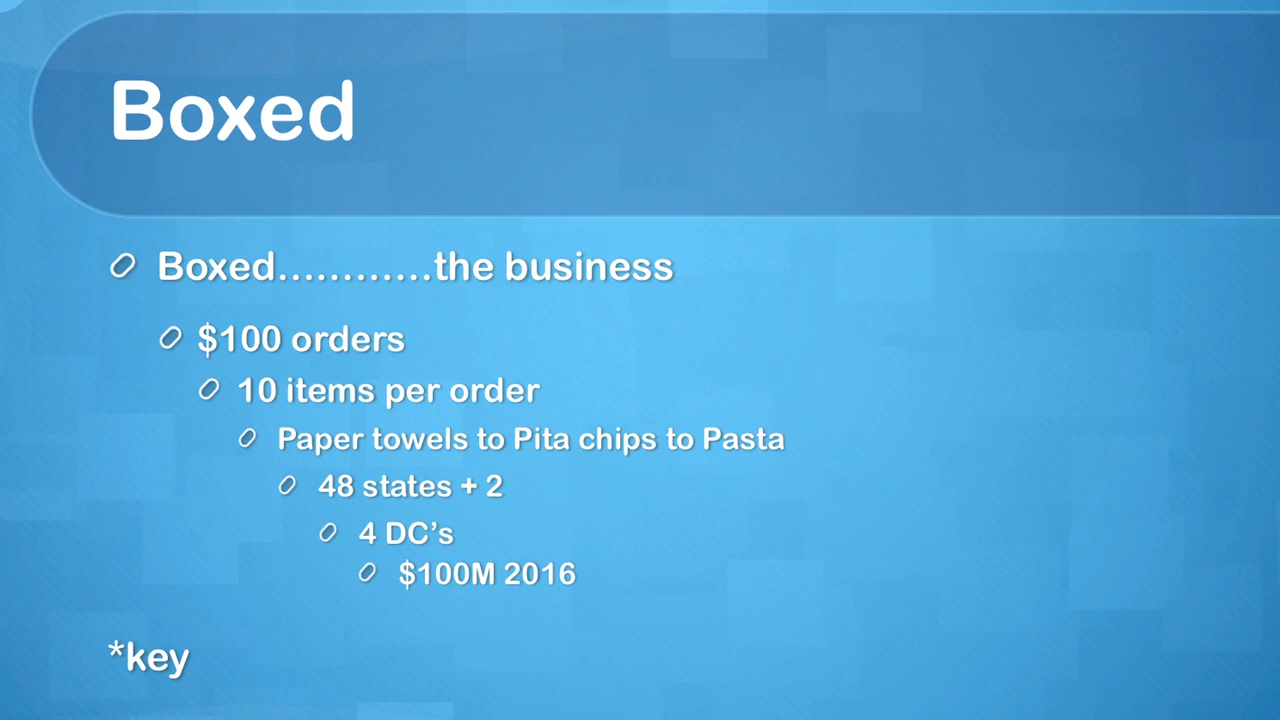 Boxed
Boxed............the business
$100 orders
10 items per order
Paper towels to Pita chips to Pasta
48 states + 2
4 DC’s
$100M 2016
*key